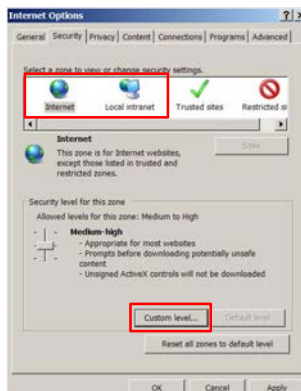 Internet Options
General Security Privacy Content Connections Programs Advanced
Select a zone to view or change security settings.
Internet Local intranet Trusted sites Restricted si
Internet
This zone is for Internet websites,
except those listed in trusted and
restricted zones.
Sites
Security level for this zone
Allowed levels for this zone: Medium to High
Medium-high
- Appropriate for most websites
- Prompts before downloading potentially unsafe
content
- Unsigned ActiveX controls will not be downloaded
Custom level... Default level
Reset all zones to default level
OK Cancel Apply